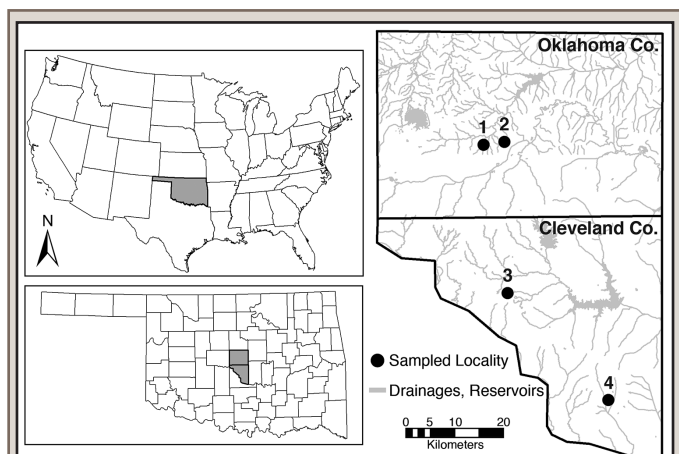 N
Oklahoma Co.
1 2
Cleveland Co.
3
4
Sampled Locality
Drainages, Reservoirs
0 5 10 20
Kilometers